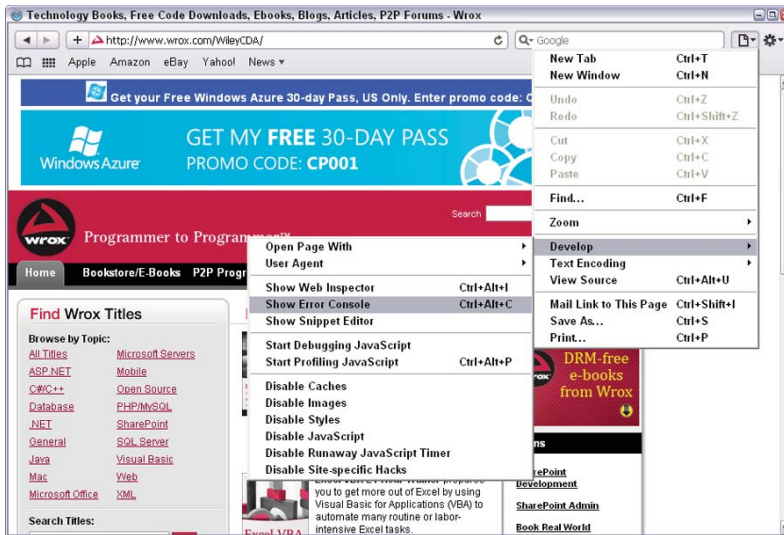 Technology Books, Free Code Downloads, Ebooks, Blogs, Articles, P2P Forums - Wrox
http://www.wrox.com/WileyCDA/
Google
Apple Amazon eBay Yahoo! News
Get your Free Windows Azure 30-day Pass, US Only. Enter promo code:
Windows Azure
GET MY FREE 30-DAY PASS
PROMO CODE: CP001
wrox
Programmer to Programmer™
Search
Home Bookstore/E-Books P2P Progr
New Tab Ctrl+T
New Window Ctrl+N
Undo Ctrl+Z
Redo Ctrl+Shift+Z
Cut Ctrl+X
Copy Ctrl+C
Paste Ctrl+V
Find... Ctrl+F
Zoom
Develop
Text Encoding
View Source Ctrl+Alt+U
Mail Link to This Page Ctrl+Shift+I
Save As... Ctrl+S
Print... Ctrl+P
Open Page With
User Agent
Show Web Inspector Ctrl+Alt+I
Show Error Console Ctrl+Alt+C
Show Snippet Editor
Start Debugging JavaScript
Start Profiling JavaScript Ctrl+Alt+P
Disable Caches
Disable Images
Disable Styles
Disable JavaScript
Disable Runaway JavaScript Timer
Disable Site-specific Hacks
Find Wrox Titles
Browse by Topic:
All Titles Microsoft Servers
ASP.NET Mobile
C#/C++ Open Source
Database PHP/MySQL
.NET SharePoint
General SQL Server
Java Visual Basic
Mac Web
Microsoft Office XML
Search Titles:
you to get more out of Excel by using
Visual Basic for Applications (VBA) to
automate many routine or labor-
intensive Excel tasks.
Excel VBA
DRM-free
e-books
from Wrox
Development
SharePoint Admin
Book Real World